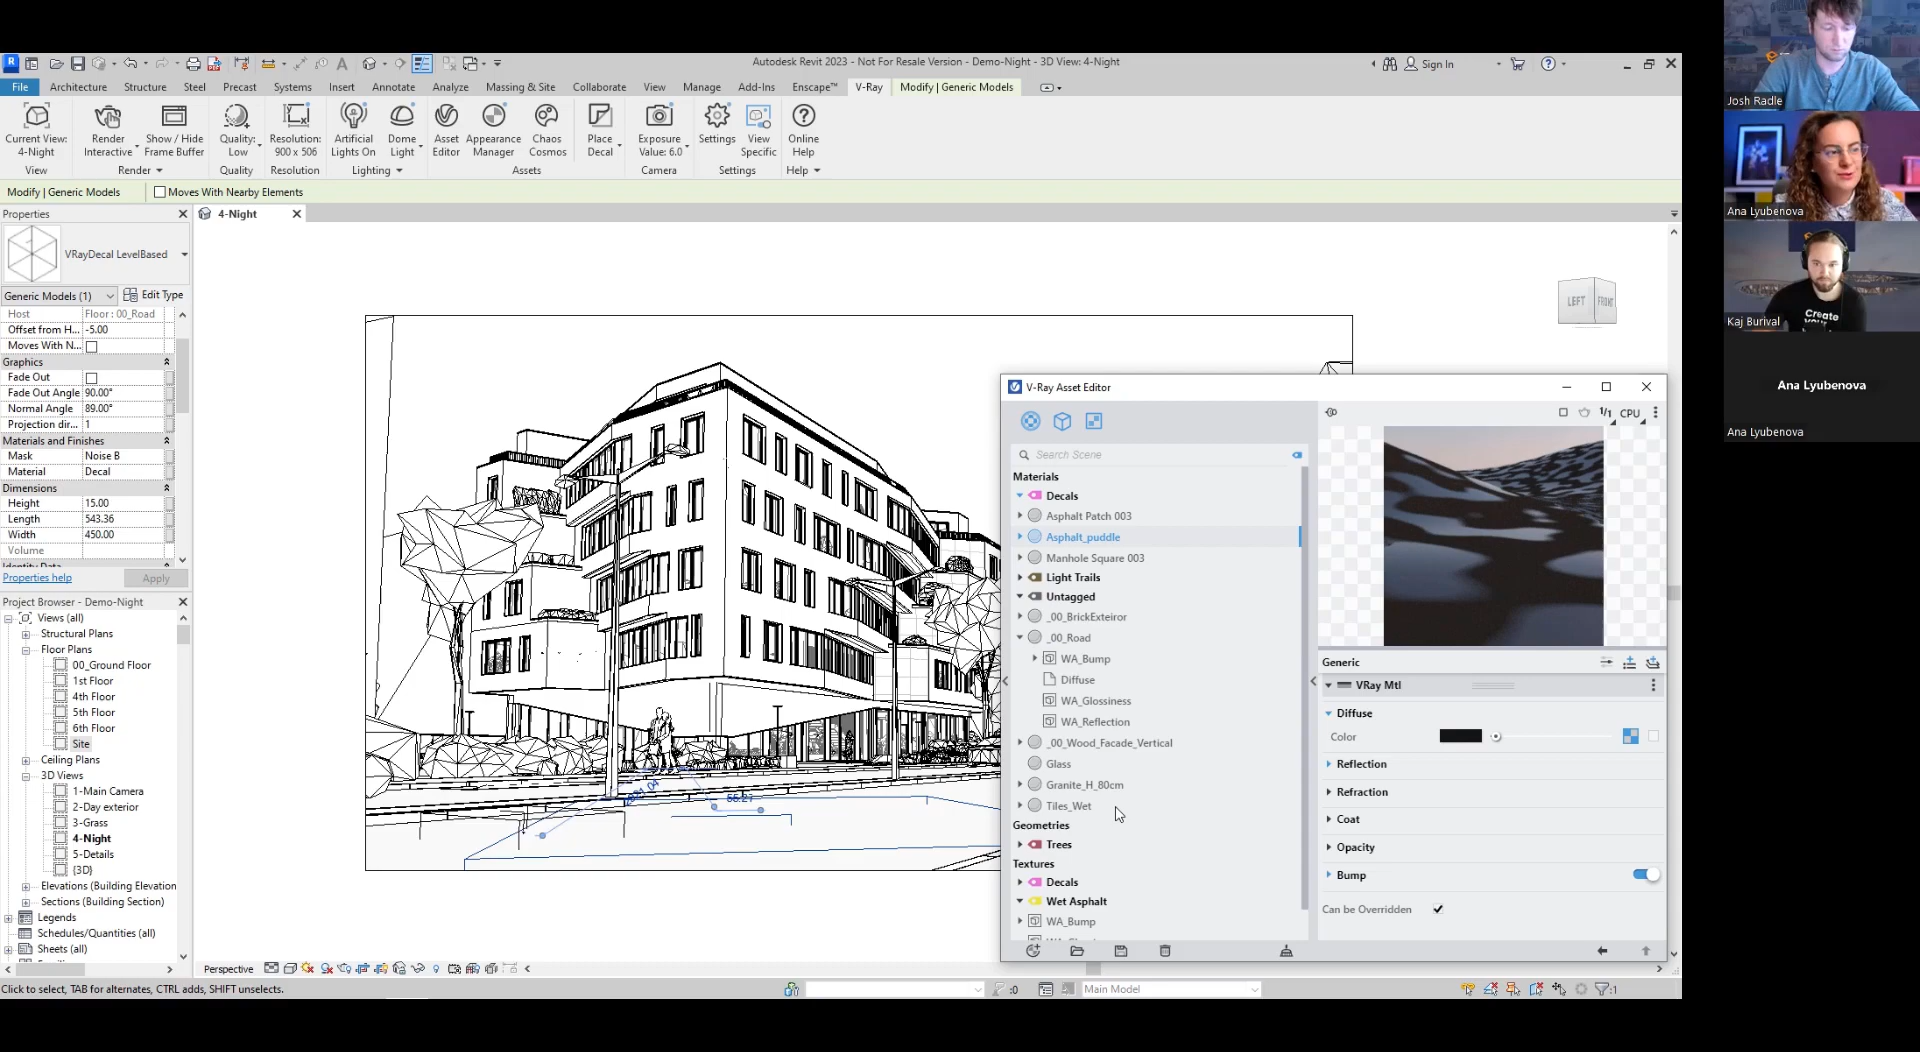 Autodesk Revit 2023 - Not For Resale Version - Demo-Night - 3D View: 4-Night
Sign In
File Architecture Structure Steel Precast Systems Insert Annotate Analyze Massing & Site Collaborate View Manage Add-Ins Enscape™ V-Ray Modify | Generic Models
Current View: 4-Night
Render Interactive
Show / Hide Frame Buffer
Quality: Low
Resolution: 900 x 506
Artificial Lights On
Dome Light
Asset Editor
Appearance Manager
Chaos Cosmos
Place Decal
Exposure Value: 6.0
Settings
View Specific
Online Help
View Render Quality Resolution Lighting Assets Camera Settings Help
Modify | Generic Models Moves With Nearby Elements
Properties
4-Night
VRayDecal LevelBased
Generic Models (1) Edit Type
Host Floor : 00_Road
Offset from H... -5.00
Moves With N...
Graphics
Fade Out
Fade Out Angle 90.00°
Normal Angle 89.00°
Projection dir... 1
Materials and Finishes
Mask Noise B
Material Decal
Dimensions
Height 15.00
Length 543.36
Width 450.00
Volume
Identity Data
Properties help Apply
Project Browser - Demo-Night
Views (all)
Structural Plans
Floor Plans
00_Ground Floor
1st Floor
4th Floor
5th Floor
6th Floor
Site
Ceiling Plans
3D Views
1-Main Camera
2-Day exterior
3-Grass
4-Night
5-Details
{3D}
Elevations (Building Elevation
Sections (Building Section)
Legends
Schedules/Quantities (all)
Sheets (all)
LEFT FRONT
V-Ray Asset Editor
Search Scene
1/1 CPU
Materials
Decals
Asphalt Patch 003
Asphalt_puddle
Manhole Square 003
Light Trails
Untagged
_00_BrickExteiror
_00_Road
WA_Bump
Diffuse
WA_Glossiness
WA_Reflection
_00_Wood_Facade_Vertical
Glass
Granite_H_80cm
Tiles_Wet
Geometries
Trees
Textures
Decals
Wet Asphalt
WA_Bump
Generic
VRay Mtl
Diffuse
Color
Reflection
Refraction
Coat
Opacity
Bump
Can be Overridden
Perspective
Click to select, TAB for alternates, CTRL adds, SHIFT unselects.
:0
Main Model
:1
Josh Radle
Ana Lyubenova
Create
your
Kaj Burival
Ana Lyubenova
Ana Lyubenova